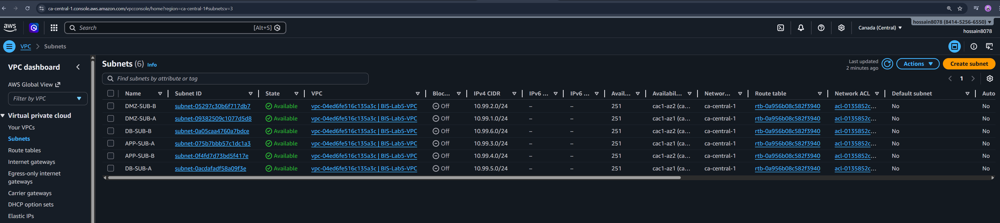 ca-central-1.console.aws.amazon.com/vpcconsole/home?region=ca-central-1#subnets:v=3
aws
Search
[Alt+S]
Canada (Central)
hossain8078 (8414-5256-6550)
hossain8078
VPC
Subnets
VPC dashboard
AWS Global View
Filter by VPC
Virtual private cloud
Your VPCs
Subnets
Route tables
Internet gateways
Egress-only internet
gateways
Carrier gateways
DHCP option sets
Elastic IPs
Subnets (6) Info
Last updated
2 minutes ago
Actions
Create subnet
Find subnets by attribute or tag
1
Name Subnet ID State VPC Bloc... IPv4 CIDR IPv6 ... IPv6 ... Avail... Availabil... Networ... Route table Network ACL Default subnet Auto
DMZ-SUB-B subnet-05297c30b6f717db7 Available vpc-04ed6fe516c135a3c | BIS-Lab5-VPC Off 10.99.2.0/24 – – 251 cac1-az2 (ca... ca-central-1 rtb-0a956b08c582f3940 acl-0135852c... No No
DMZ-SUB-A subnet-09382509c1077d5d8 Available vpc-04ed6fe516c135a3c | BIS-Lab5-VPC Off 10.99.1.0/24 – – 251 cac1-az1 (ca... ca-central-1 rtb-0a956b08c582f3940 acl-0135852c... No No
DB-SUB-B subnet-0a05caa4760a7bdce Available vpc-04ed6fe516c135a3c | BIS-Lab5-VPC Off 10.99.6.0/24 – – 251 cac1-az2 (ca... ca-central-1 rtb-0a956b08c582f3940 acl-0135852c... No No
APP-SUB-A subnet-075b7bbb57c1dc1a3 Available vpc-04ed6fe516c135a3c | BIS-Lab5-VPC Off 10.99.3.0/24 – – 251 cac1-az1 (ca... ca-central-1 rtb-0a956b08c582f3940 acl-0135852c... No No
APP-SUB-B subnet-0f4fd7d73bd5f417e Available vpc-04ed6fe516c135a3c | BIS-Lab5-VPC Off 10.99.4.0/24 – – 251 cac1-az2 (ca... ca-central-1 rtb-0a956b08c582f3940 acl-0135852c... No No
DB-SUB-A subnet-0acdafadf58a09f3e Available vpc-04ed6fe516c135a3c | BIS-Lab5-VPC Off 10.99.5.0/24 – – 251 cac1-az1 (ca... ca-central-1 rtb-0a956b08c582f3940 acl-0135852c... No No